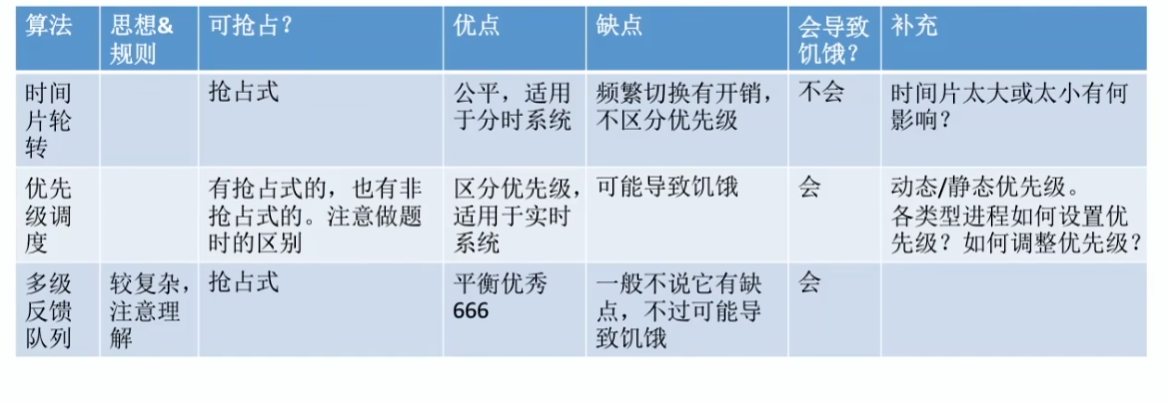 算法 思想& 可抢占? 优点 缺点 会导致 补充
规则 饥饿?
时间 抢占式 公平，适用 频繁切换有开销， 不会 时间片太大或太小有何
片轮 于分时系统 不区分优先级 影响？
转
优先 有抢占式的，也有非 区分优先级， 可能导致饥饿 会 动态/静态优先级。
级调 抢占式的。注意做题 适用于实时 各类型进程如何设置优
度 时的区别 系统 先级？如何调整优先级？
多级 较复杂， 抢占式 平衡优秀 一般不说它有缺 会
反馈 注意理 666 点，不过可能导
队列 解 致饥饿